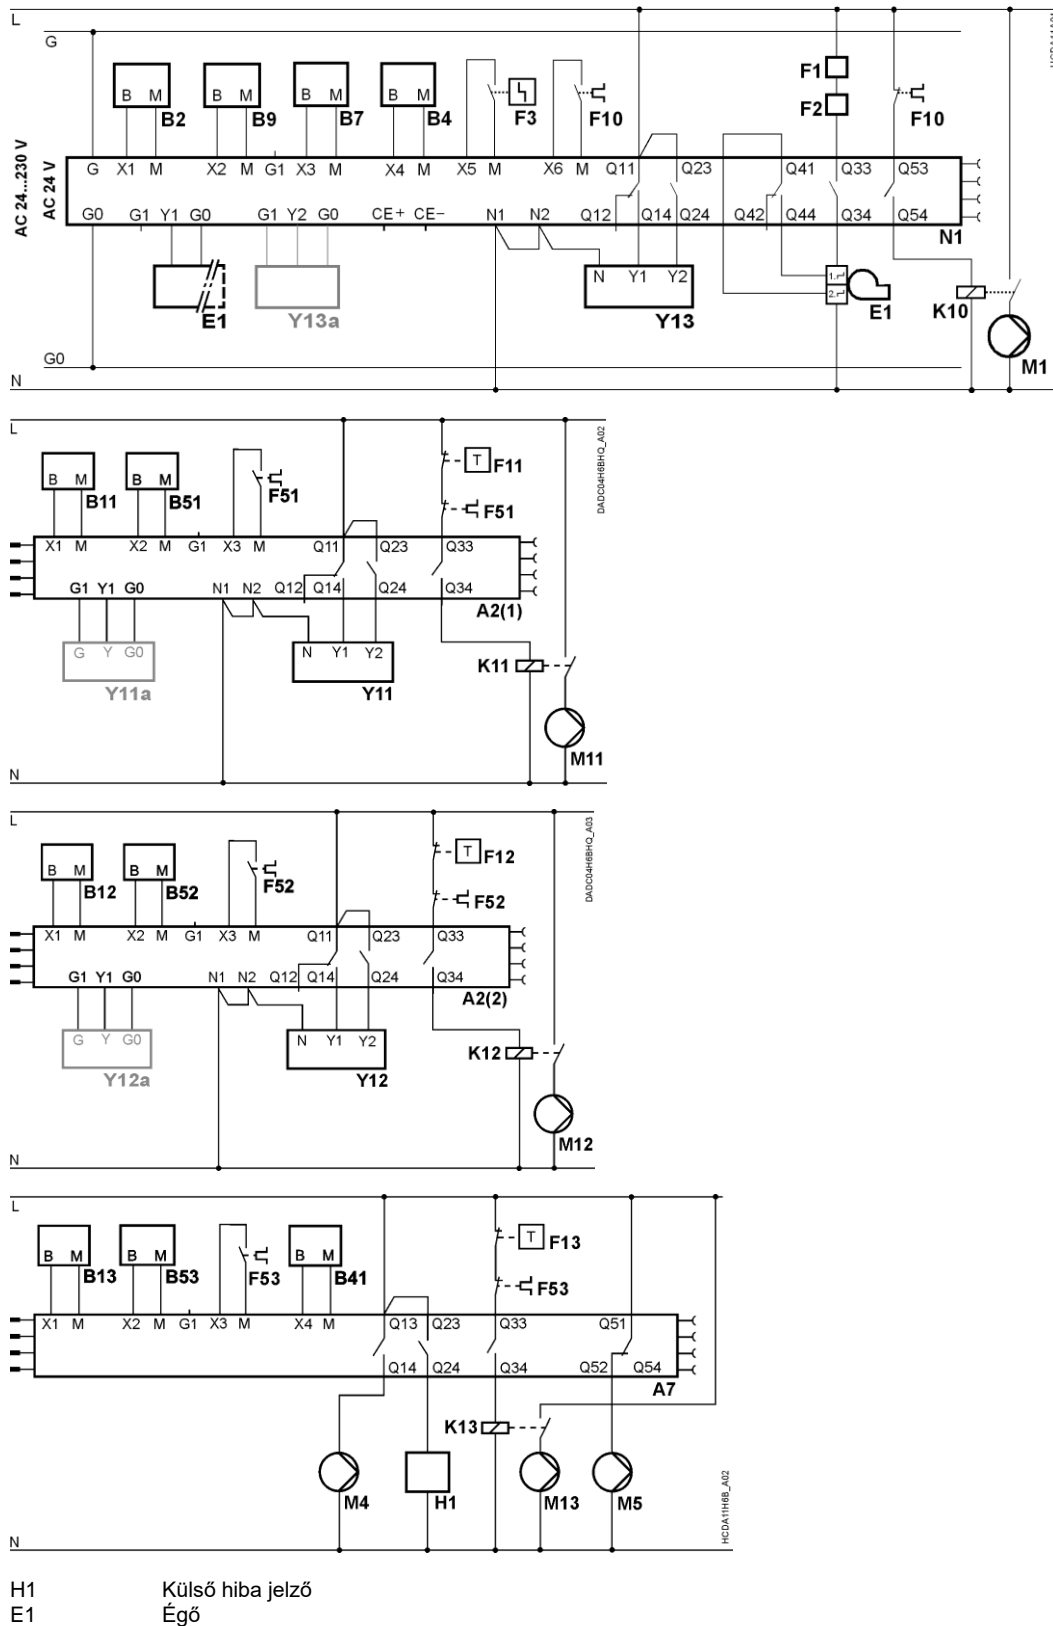 L
G
HCDA11A01
AC 24...230 V
AC 24 V
B M B2
B M B9
B M B7
B M B4
F3
F10
F1
F2
F10
G X1 M X2 M G1 X3 M X4 M X5 M X6 M Q11 Q23 Q41 Q33 Q53
G0 G1 Y1 G0 G1 Y2 G0 CE+ CE- N1 N2 Q12 Q14 Q24 Q42 Q44 Q34 Q54
N1
E1
Y13a
N Y1 Y2
Y13
1.
2.
E1
K10
M1
G0
N
L
DADC04H6BHQ_A02
B M B11
B M B51
F51
T F11
F51
X1 M X2 M G1 X3 M Q11 Q23 Q33
G1 Y1 G0 N1 N2 Q12 Q14 Q24 Q34
A2(1)
G Y G0
Y11a
N Y1 Y2
Y11
K11
M11
N
L
DADC04H6BHQ_A03
B M B12
B M B52
F52
T F12
F52
X1 M X2 M G1 X3 M Q11 Q23 Q33
G1 Y1 G0 N1 N2 Q12 Q14 Q24 Q34
A2(2)
G Y G0
Y12a
N Y1 Y2
Y12
K12
M12
N
L
B M B13
B M B53
F53
B M B41
T F13
F53
X1 M X2 M G1 X3 M X4 M Q13 Q23 Q33 Q51
Q14 Q24 Q34 Q52 Q54
A7
K13
M4
H1
M13
M5
HCDA11H6B_A02
N
H1 Külső hiba jelző
E1 Égő